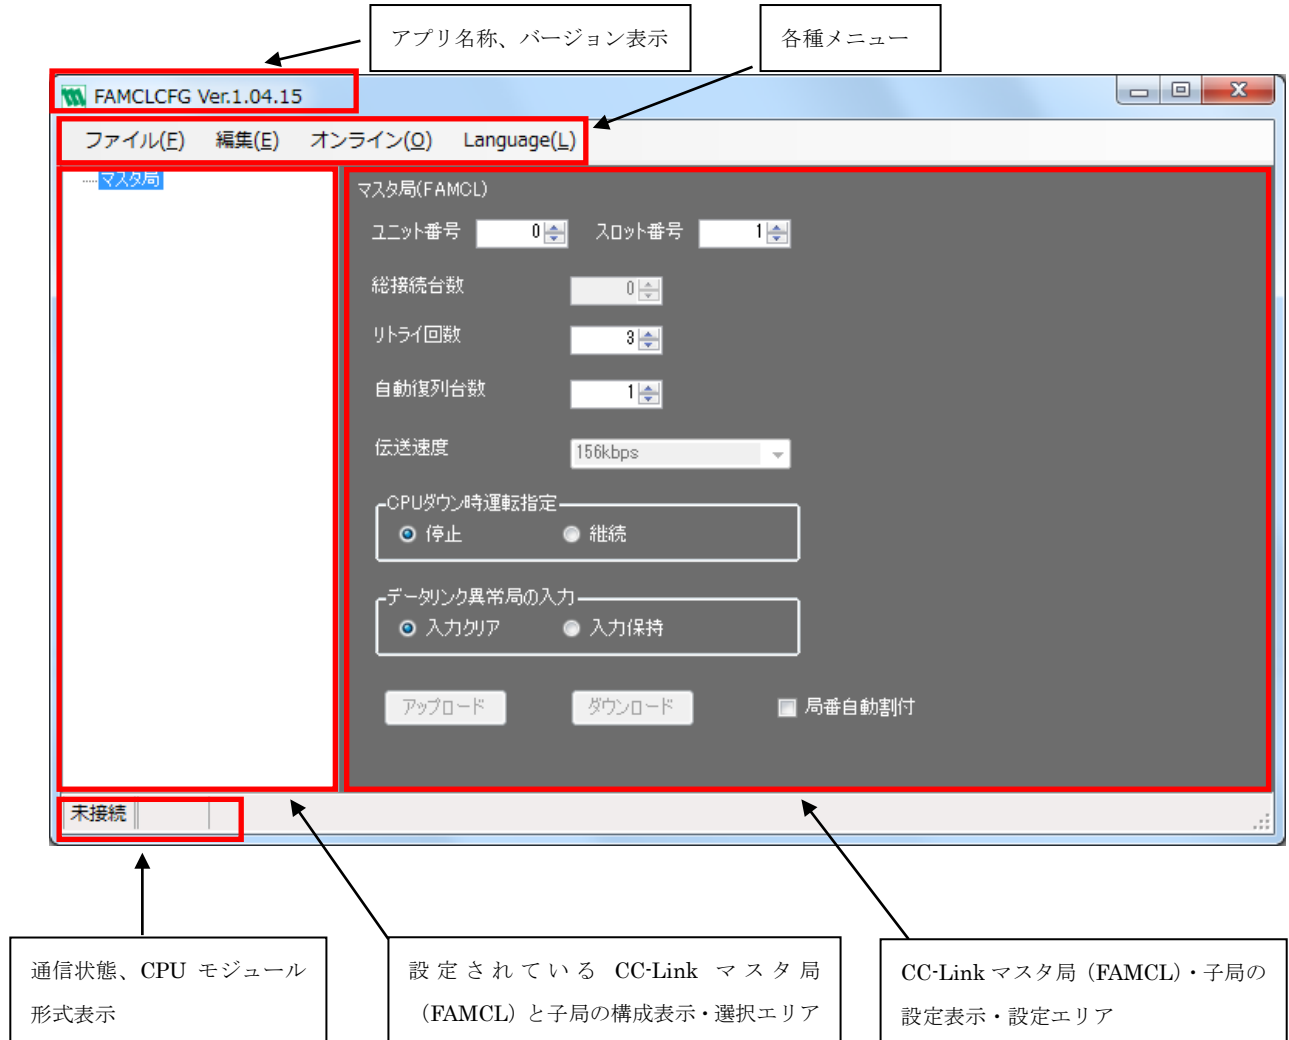 アプリ名称、バージョン表示
各種メニュー
FAMCLCFG Ver.1.04.15
ファイル(F) 編集(E) オンライン(O) Language(L)
マスタ局
マスタ局(FAMCL)
ユニット番号 0 スロット番号 1
総接続台数 0
リトライ回数 3
自動復列台数 1
伝送速度 156kbps
CPUダウン時運転指定
停止 継続
データリンク異常局の入力
入力クリア 入力保持
アップロード ダウンロード 局番自動割付
未接続
通信状態、CPU モジュール
形式表示
設定されている CC-Link マスタ局
（FAMCL）と子局の構成表示・選択エリア
CC-Link マスタ局（FAMCL）・子局の
設定表示・設定エリア